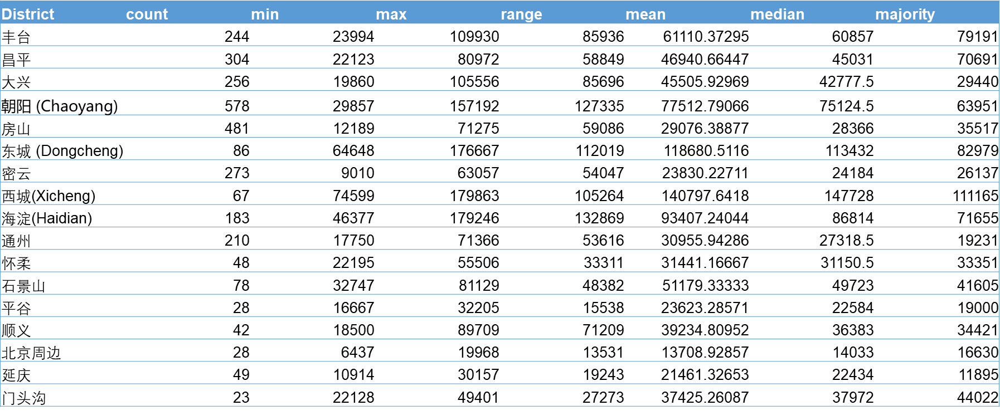 District count min max range mean median majority
丰台 244 23994 109930 85936 61110.37295 60857 79191
昌平 304 22123 80972 58849 46940.66447 45031 70691
大兴 256 19860 105556 85696 45505.92969 42777.5 29440
朝阳 (Chaoyang) 578 29857 157192 127335 77512.79066 75124.5 63951
房山 481 12189 71275 59086 29076.38877 28366 35517
东城 (Dongcheng) 86 64648 176667 112019 118680.5116 113432 82979
密云 273 9010 63057 54047 23830.22711 24184 26137
西城(Xicheng) 67 74599 179863 105264 140797.6418 147728 111165
海淀(Haidian) 183 46377 179246 132869 93407.24044 86814 71655
通州 210 17750 71366 53616 30955.94286 27318.5 19231
怀柔 48 22195 55506 33311 31441.16667 31150.5 33351
石景山 78 32747 81129 48382 51179.33333 49723 41605
平谷 28 16667 32205 15538 23623.28571 22584 19000
顺义 42 18500 89709 71209 39234.80952 36383 34421
北京周边 28 6437 19968 13531 13708.92857 14033 16630
延庆 49 10914 30157 19243 21461.32653 22434 11895
门头沟 23 22128 49401 27273 37425.26087 37972 44022